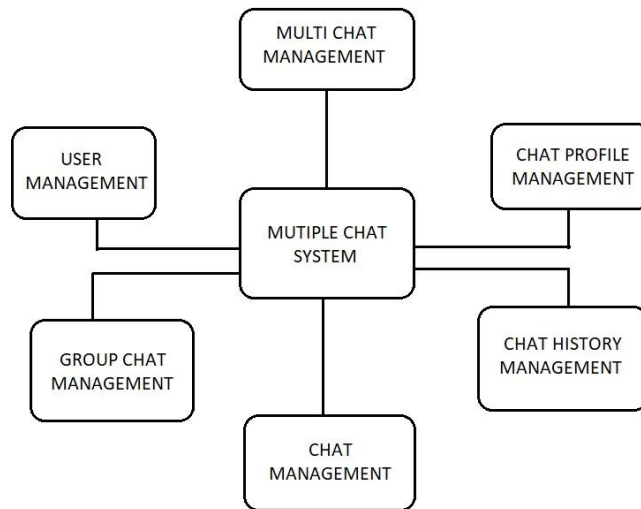 MULTI CHAT
MANAGEMENT
USER
MANAGEMENT
CHAT PROFILE
MANAGEMENT
MUTIPLE CHAT
SYSTEM
GROUP CHAT
MANAGEMENT
CHAT HISTORY
MANAGEMENT
CHAT
MANAGEMENT